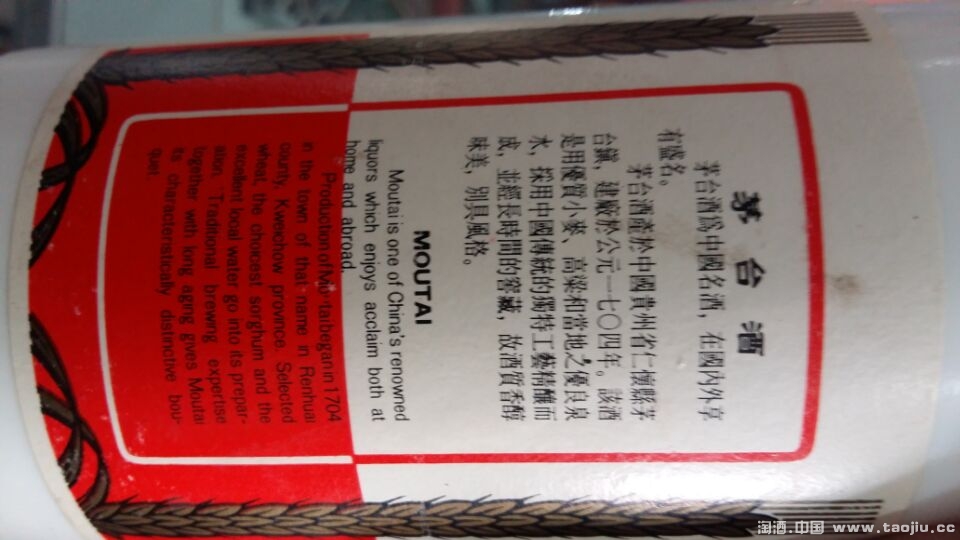 茅台酒
茅台酒爲中國名酒，在國内外享
有盛名。
茅台酒產於中國貴州省仁懷縣茅
台鎮，建廠於公元一七〇四年。該酒
是用優質小麥、高粱和當地之優良泉
水，採用中國傳統的獨特工藝精釀而
成，並經長時間的窖藏，故酒質香醇
味美，别具風格。
MOUTAI
Moutai is one of China's renowned
liquors which enjoys acclaim both at
home and abroad.
Production of Moutai began in 1704
in the town of that name in Renhuai
county, Kweichow province. Selected
wheat, the choicest sorghum and the
excellent local water go into its prepar-
ation. Traditional brewing expertise
together with long aging gives Moutai
its characteristically distinctive bou-
quet.
淘酒.中国 www.taojiu.cc